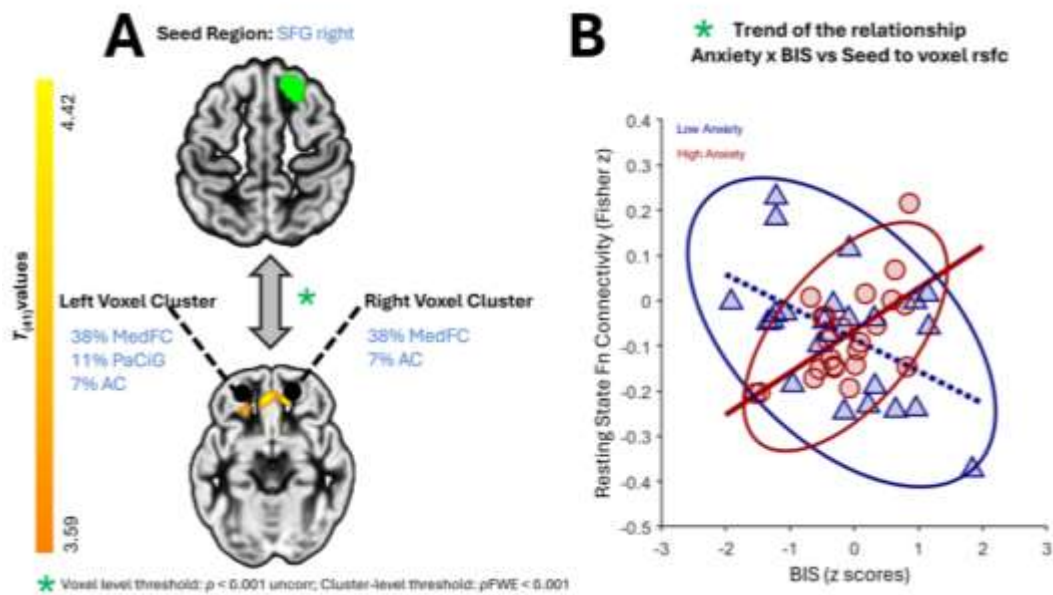 A
Seed Region: SFG right
4.42
T(41)values
3.59
Left Voxel Cluster
38% MedFC
11% PaCiG
7% AC
*
Right Voxel Cluster
38% MedFC
7% AC
* Voxel level threshold: p < 0.001 uncorr; Cluster-level threshold: pFWE < 0.001
B
* Trend of the relationship
Anxiety x BIS vs Seed to voxel rsfc
Low Anxiety
High Anxiety
Resting State Fn Connectivity (Fisher z)
0.4
0.3
0.2
0.1
0
-0.1
-0.2
-0.3
-0.4
-0.5
-3 -2 -1 0 1 2 3
BIS (z scores)